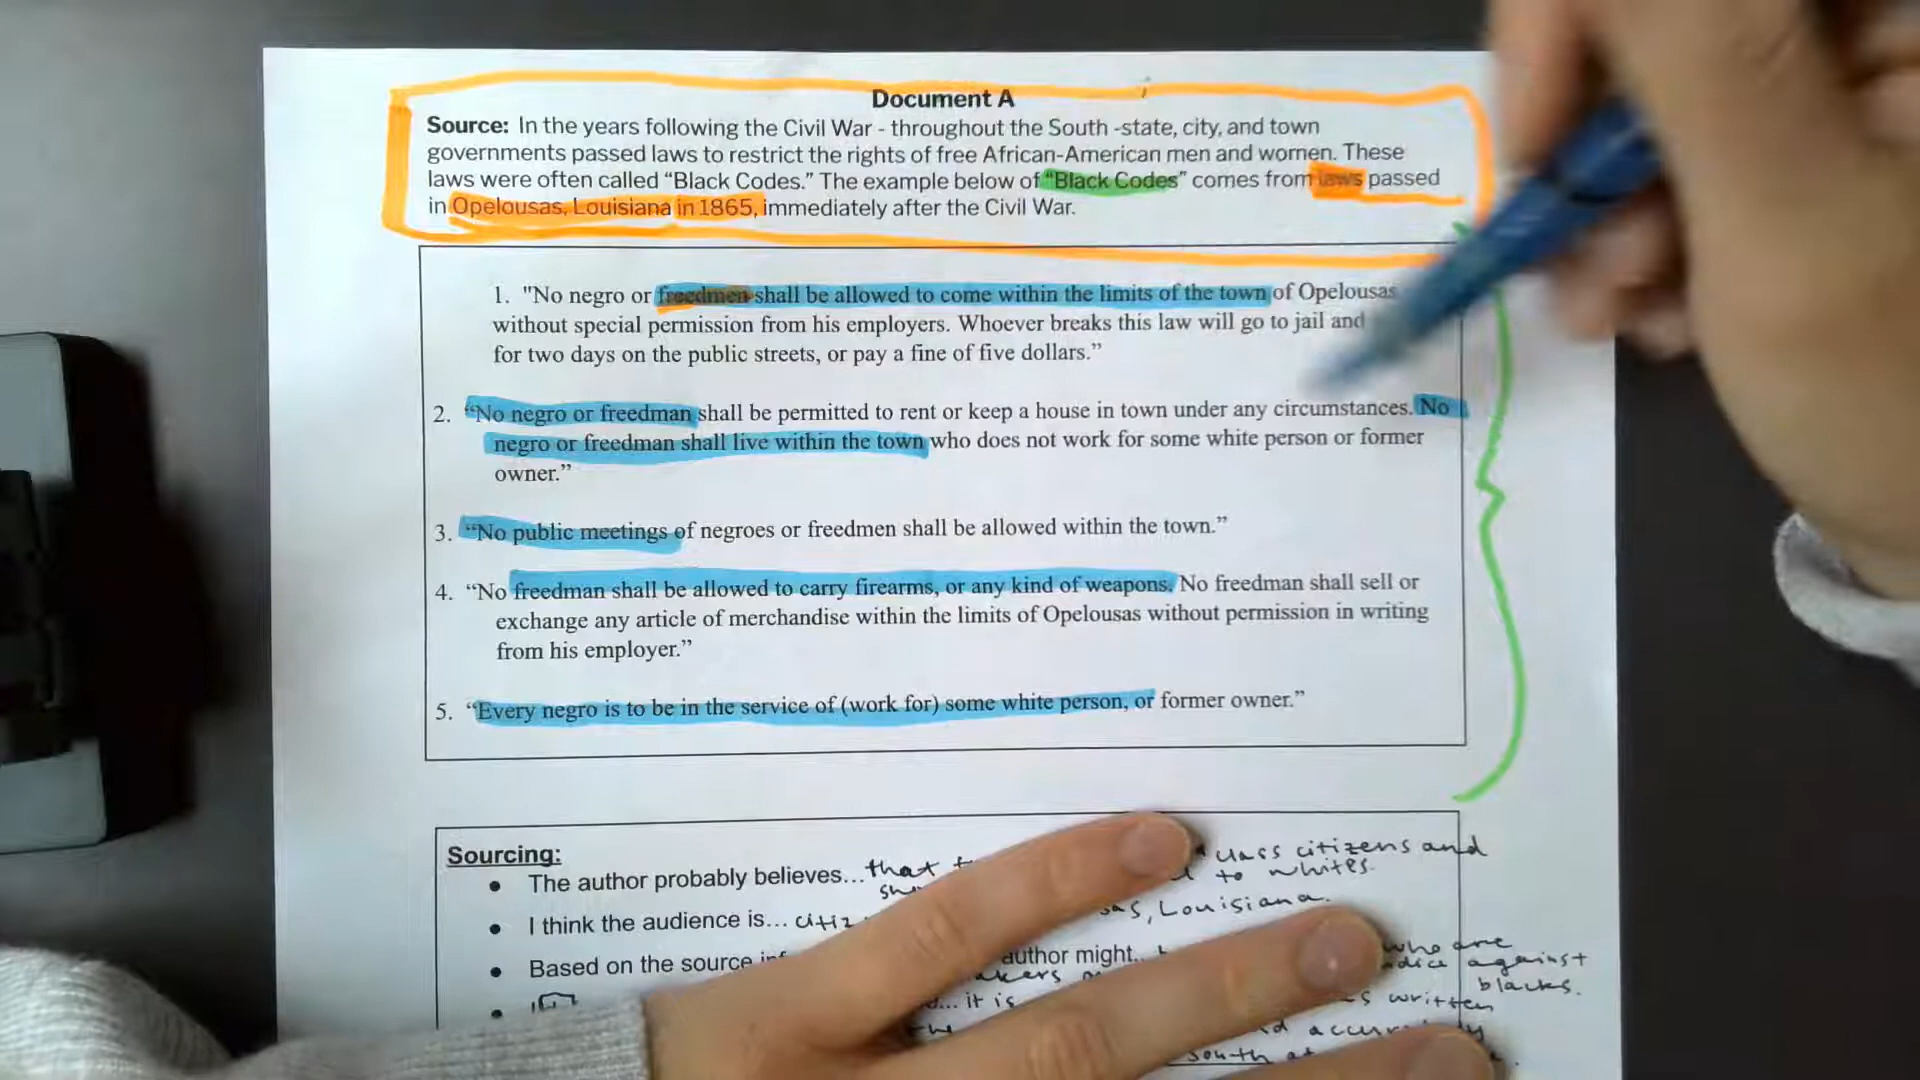 Document A
Source: In the years following the Civil War - throughout the South -state, city, and town
governments passed laws to restrict the rights of free African-American men and women. These
laws were often called “Black Codes.” The example below of “Black Codes” comes from laws passed
in Opelousas, Louisiana in 1865, immediately after the Civil War.
1. "No negro or freedmen shall be allowed to come within the limits of the town of Opelousas
without special permission from his employers. Whoever breaks this law will go to jail and
for two days on the public streets, or pay a fine of five dollars.”
2. “No negro or freedman shall be permitted to rent or keep a house in town under any circumstances. No
negro or freedman shall live within the town who does not work for some white person or former
owner.”
3. “No public meetings of negroes or freedmen shall be allowed within the town.”
4. “No freedman shall be allowed to carry firearms, or any kind of weapons. No freedman shall sell or
exchange any article of merchandise within the limits of Opelousas without permission in writing
from his employer.”
5. “Every negro is to be in the service of (work for) some white person, or former owner.”
Sourcing:
• The author probably believes... that class citizens and
to whites.
• I think the audience is... Louisiana.
• Based on the source author might.. who are
against
blacks.
... it is written
and
South